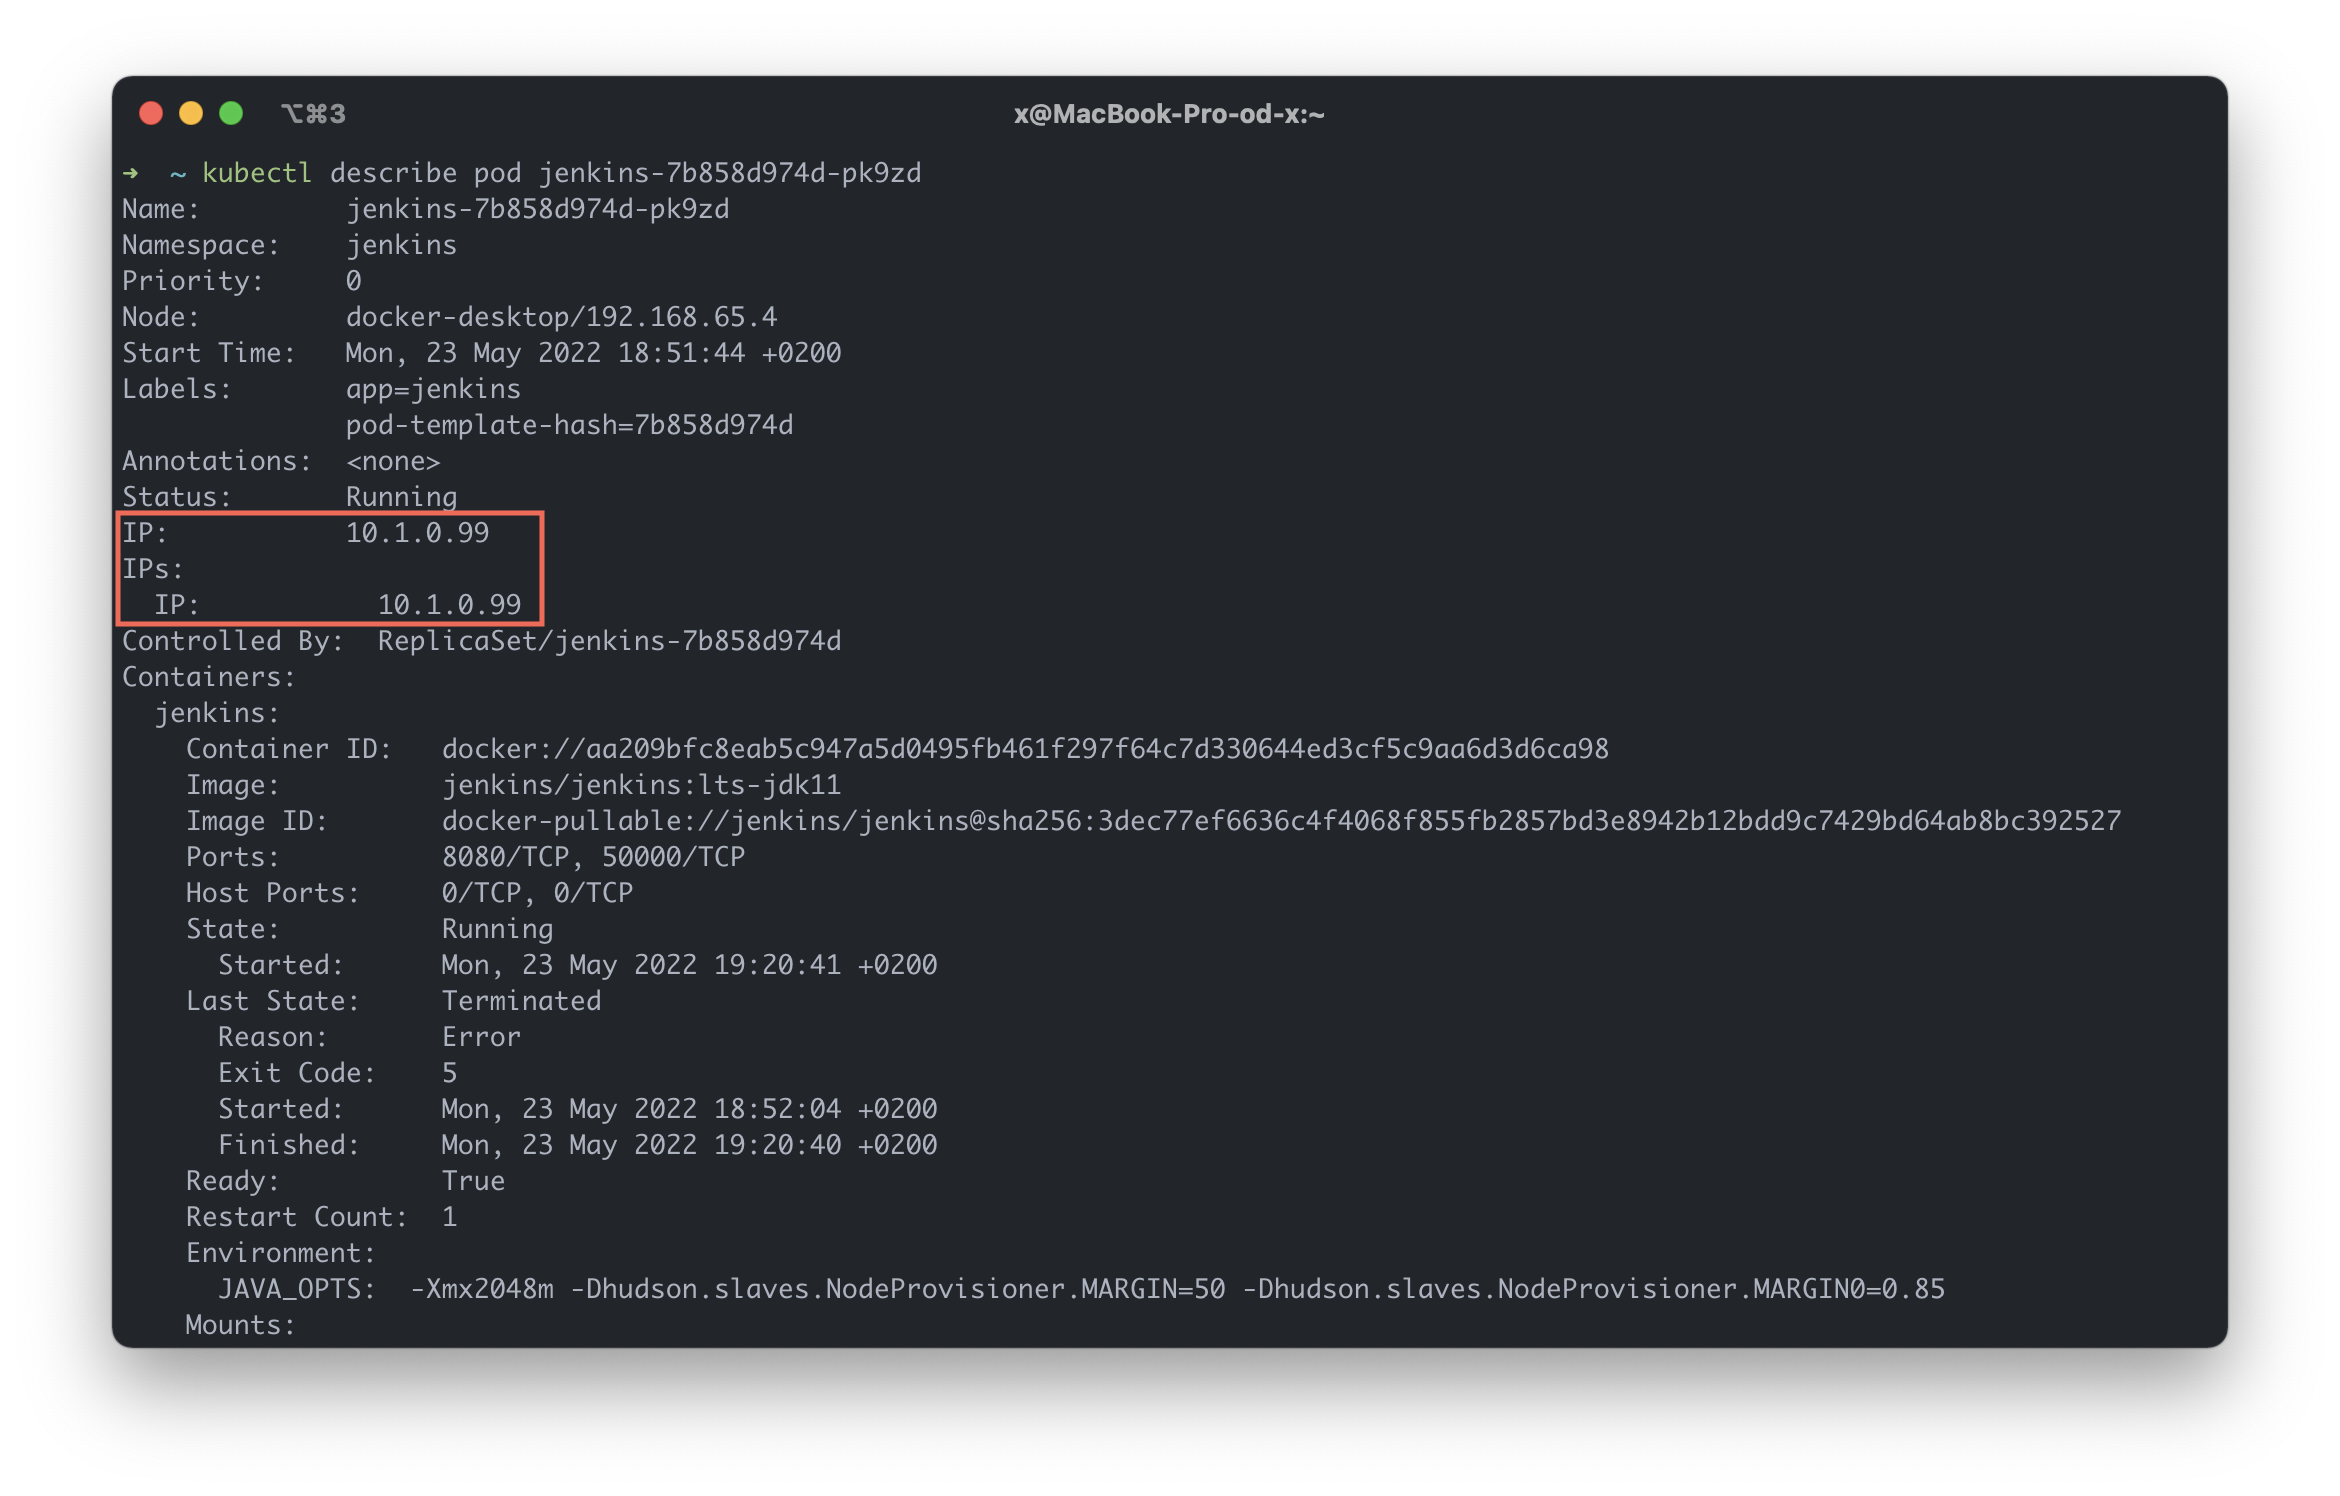 ⌥⌘3
x@MacBook-Pro-od-x:~
➜  ~ kubectl describe pod jenkins-7b858d974d-pk9zd
Name:         jenkins-7b858d974d-pk9zd
Namespace:    jenkins
Priority:     0
Node:         docker-desktop/192.168.65.4
Start Time:   Mon, 23 May 2022 18:51:44 +0200
Labels:       app=jenkins
              pod-template-hash=7b858d974d
Annotations:  <none>
Status:       Running
IP:           10.1.0.99
IPs:
  IP:           10.1.0.99
Controlled By:  ReplicaSet/jenkins-7b858d974d
Containers:
  jenkins:
    Container ID:   docker://aa209bfc8eab5c947a5d0495fb461f297f64c7d330644ed3cf5c9aa6d3d6ca98
    Image:          jenkins/jenkins:lts-jdk11
    Image ID:       docker-pullable://jenkins/jenkins@sha256:3dec77ef6636c4f4068f855fb2857bd3e8942b12bdd9c7429bd64ab8bc392527
    Ports:          8080/TCP, 50000/TCP
    Host Ports:     0/TCP, 0/TCP
    State:          Running
      Started:      Mon, 23 May 2022 19:20:41 +0200
    Last State:     Terminated
      Reason:       Error
      Exit Code:    5
      Started:      Mon, 23 May 2022 18:52:04 +0200
      Finished:     Mon, 23 May 2022 19:20:40 +0200
    Ready:          True
    Restart Count:  1
    Environment:
      JAVA_OPTS:  -Xmx2048m -Dhudson.slaves.NodeProvisioner.MARGIN=50 -Dhudson.slaves.NodeProvisioner.MARGIN0=0.85
    Mounts: